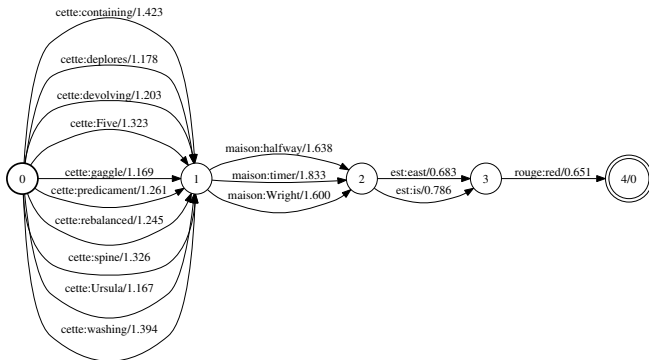 cette:containing/1.423
cette:deplores/1.178
cette:devolving/1.203
cette:Five/1.323
cette:gaggle/1.169
cette:predicament/1.261
cette:rebalanced/1.245
cette:spine/1.326
cette:Ursula/1.167
cette:washing/1.394
0
1
maison:halfway/1.638
maison:timer/1.833
maison:Wright/1.600
2
est:east/0.683
est:is/0.786
3
rouge:red/0.651
4/0